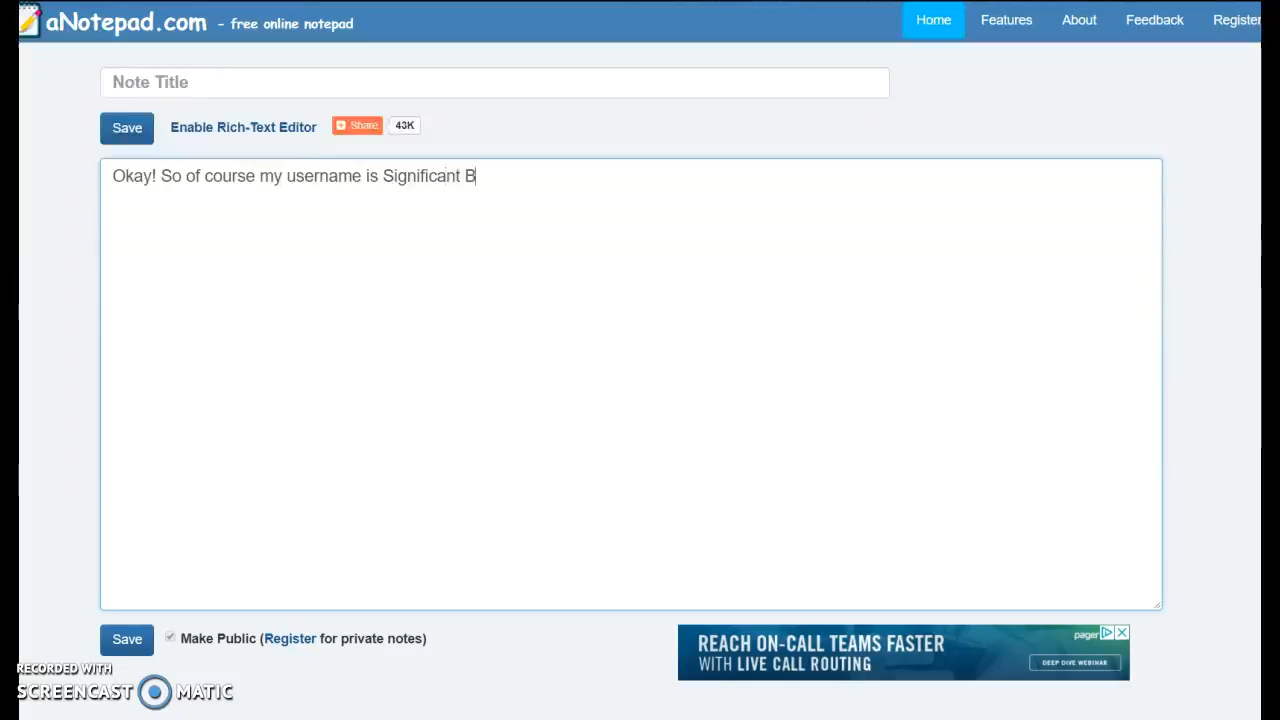 aNotepad.com - free online notepad
Home Features About Feedback Register
Note Title
Save Enable Rich-Text Editor Share 43K
Okay! So of course my username is Significant B
Save Make Public (Register for private notes)
REACH ON-CALL TEAMS FASTER
WITH LIVE CALL ROUTING
pager
DEEP DIVE WEBINAR
RECORDED WITH
SCREENCAST MATIC